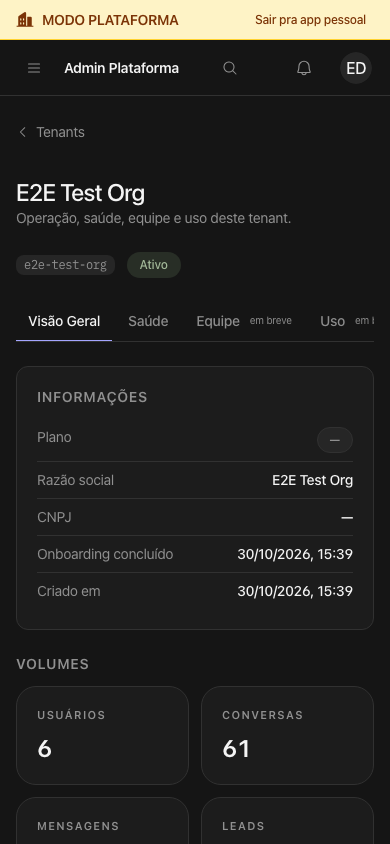 MODO PLATAFORMA
Sair pra app pessoal
Admin Plataforma
ED
Tenants
E2E Test Org
Operação, saúde, equipe e uso deste tenant.
e2e-test-org
Ativo
Visão Geral
Saúde
Equipe em breve
Uso em
INFORMAÇÕES
Plano —
Razão social E2E Test Org
CNPJ —
Onboarding concluído 30/10/2026, 15:39
Criado em 30/10/2026, 15:39
VOLUMES
USUÁRIOS
6
CONVERSAS
61
MENSAGENS
LEADS